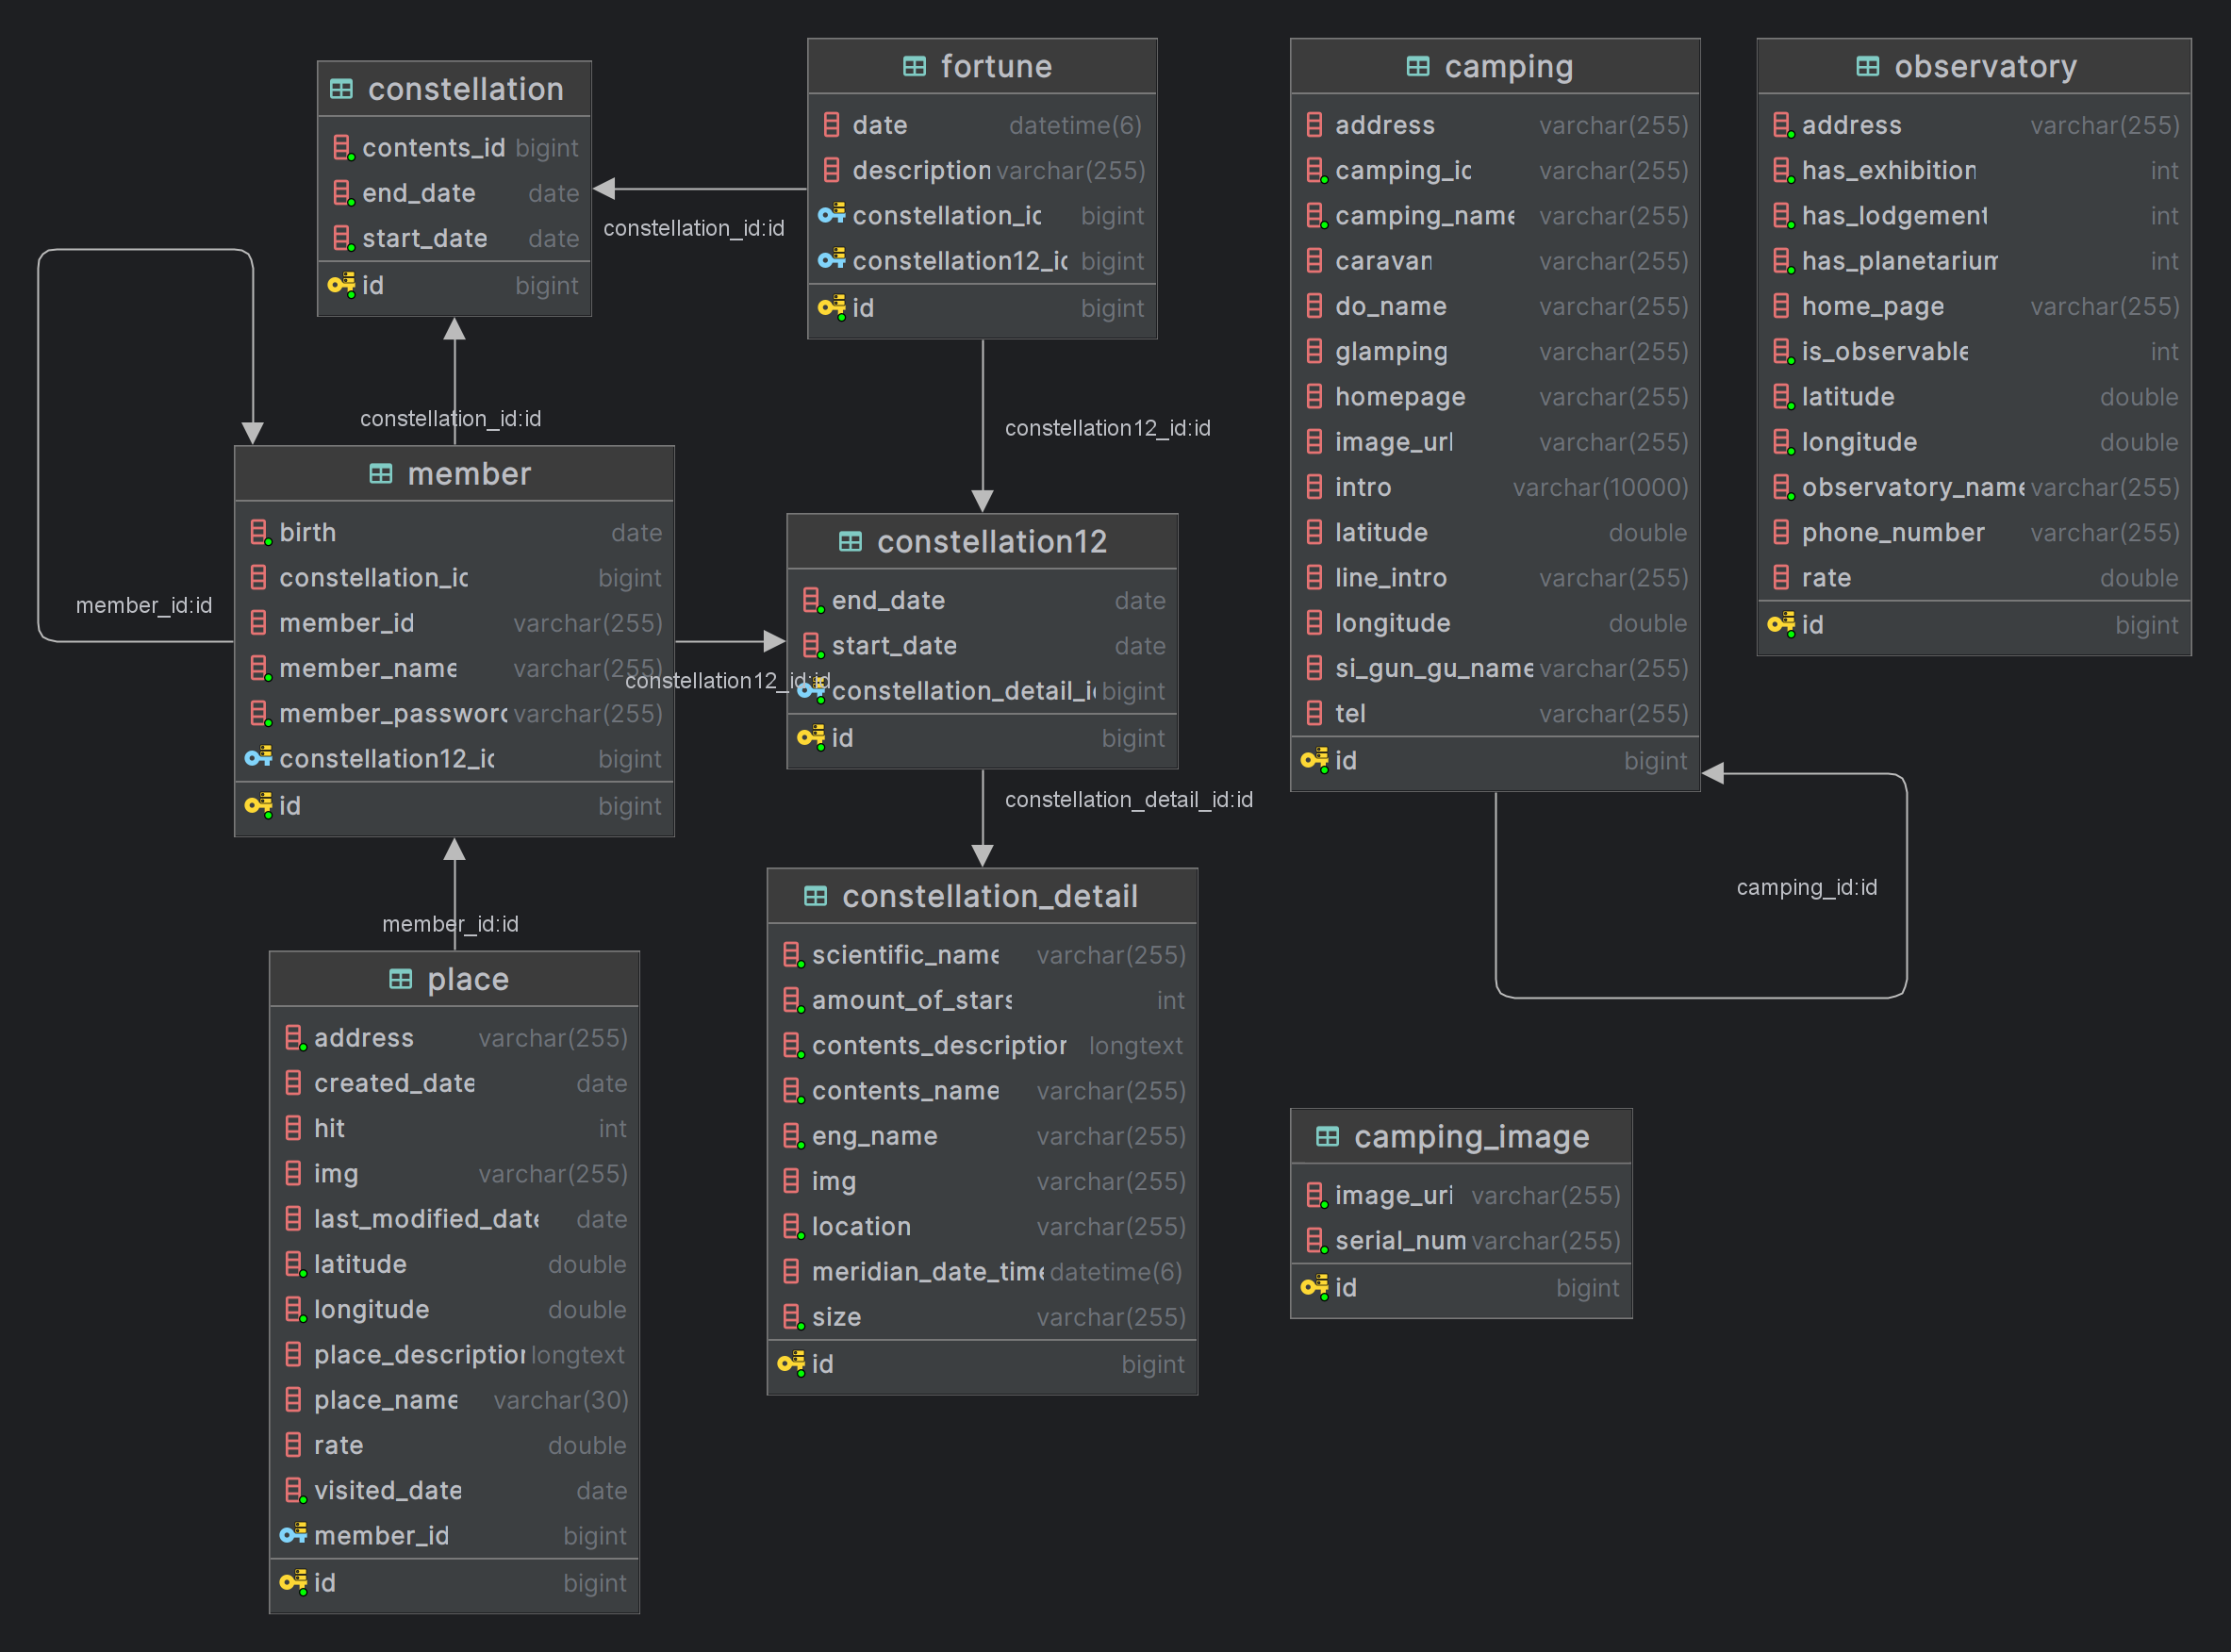 constellation
contents_id bigint
end_date date
start_date date
id bigint
fortune
date datetime(6)
description varchar(255)
constellation_id bigint
constellation12_id bigint
id bigint
camping
address varchar(255)
camping_id varchar(255)
camping_name varchar(255)
caravan varchar(255)
do_name varchar(255)
glamping varchar(255)
homepage varchar(255)
image_url varchar(255)
intro varchar(10000)
latitude double
line_intro varchar(255)
longitude double
si_gun_gu_name varchar(255)
tel varchar(255)
id bigint
observatory
address varchar(255)
has_exhibition int
has_lodgement int
has_planetarium int
home_page varchar(255)
is_observable int
latitude double
longitude double
observatory_name varchar(255)
phone_number varchar(255)
rate double
id bigint
constellation_id:id
constellation_id:id
constellation12_id:id
member_id:id
member
birth date
constellation_id bigint
member_id varchar(255)
member_name varchar(255)
member_password varchar(255)
constellation12_id bigint
id bigint
constellation12_id:id
constellation12
end_date date
start_date date
constellation_detail_id bigint
id bigint
constellation_detail_id:id
camping_id:id
member_id:id
place
address varchar(255)
created_date date
hit int
img varchar(255)
last_modified_date date
latitude double
longitude double
place_description longtext
place_name varchar(30)
rate double
visited_date date
member_id bigint
id bigint
constellation_detail
scientific_name varchar(255)
amount_of_stars int
contents_description longtext
contents_name varchar(255)
eng_name varchar(255)
img varchar(255)
location varchar(255)
meridian_date_time datetime(6)
size varchar(255)
id bigint
camping_image
image_uri varchar(255)
serial_num varchar(255)
id bigint